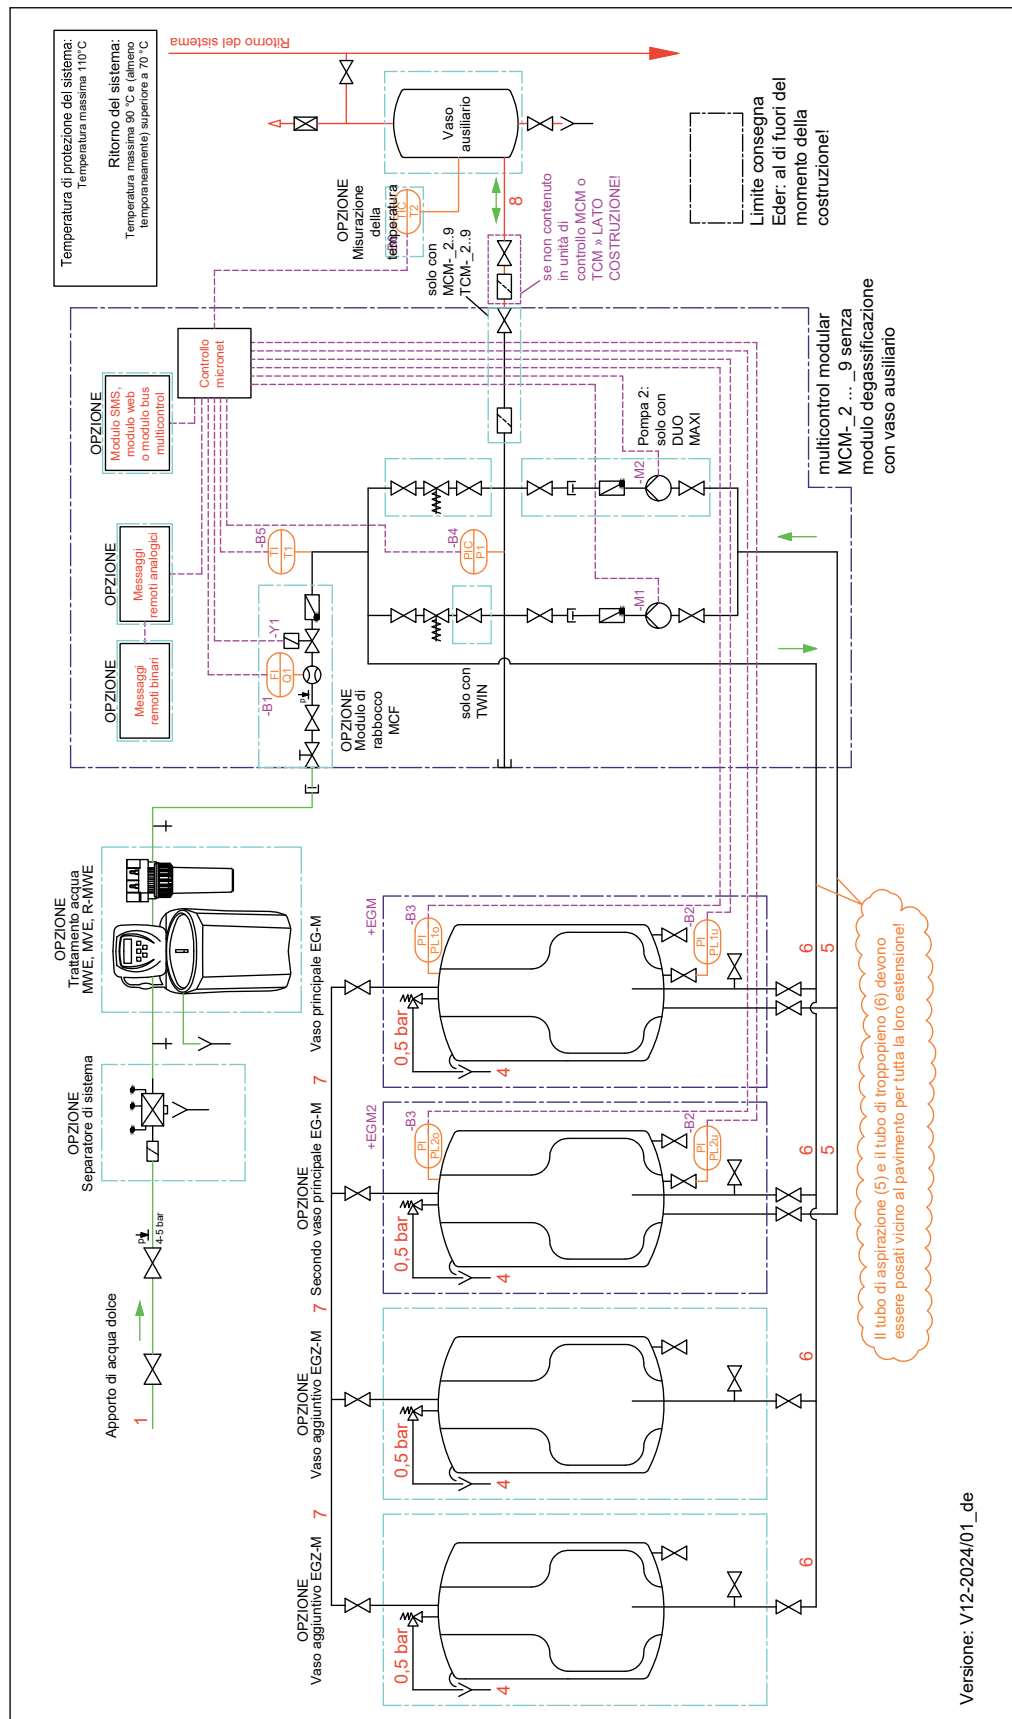 Temperatura di protezione del sistema:
Temperatura massima 110°C
Ritorno del sistema:
Temperatura massima 90 °C e (almeno
temporaneamente) superiore a 70 °C
Ritorno del sistema
Vaso
ausiliario
OPZIONE
Misurazione
della
temperatura
TIC
T2
8
Limite consegna
Eder: al di fuori del
momento della
costruzione!
solo con
MCM-_2..9
TCM-_2..9
se non contenuto
in unità di
controllo MCM o
TCM » LATO
COSTRUZIONE!
OPZIONE
Modulo SMS,
modulo web
o modulo bus
multicontrol
Controllo
micronet
OPZIONE
Messaggi
remoti analogici
OPZIONE
Messaggi
remoti binari
-B5
TI
T1
-B4
PIC
P1
-Y1
-B1
FI
Q1
p
OPZIONE
Modulo di
rabbocco
MCF
solo con
TWIN
-M2
Pompa 2:
solo con
DUO
MAXI
-M1
multicontrol modular
MCM-_2 ... _9 senza
modulo degassificazione
con vaso ausiliario
OPZIONE
Trattamento acqua
MWE, MVE, R-MWE
OPZIONE
Separatore di sistema
p
4-5 bar
Apporto di acqua dolce
1
Vaso principale EG-M
+EGM
-B3
PI
PL1o
-B2
PI
PL1u
0,5 bar
4
7
6
5
OPZIONE
Secondo vaso principale EG-M
+EGM2
-B3
PI
PL2o
-B2
PI
PL2u
0,5 bar
4
7
6
5
OPZIONE
Vaso aggiuntivo EGZ-M
0,5 bar
4
7
6
OPZIONE
Vaso aggiuntivo EGZ-M
0,5 bar
4
6
Il tubo di aspirazione (5) e il tubo di troppopieno (6) devono
essere posati vicino al pavimento per tutta la loro estensione!
Versione: V12-2024/01_de